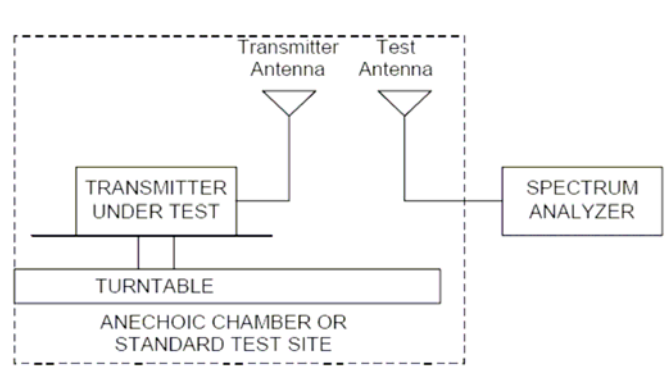 Transmitter
Antenna
Test
Antenna
TRANSMITTER
UNDER TEST
SPECTRUM
ANALYZER
TURNTABLE
ANECHOIC CHAMBER OR
STANDARD TEST SITE